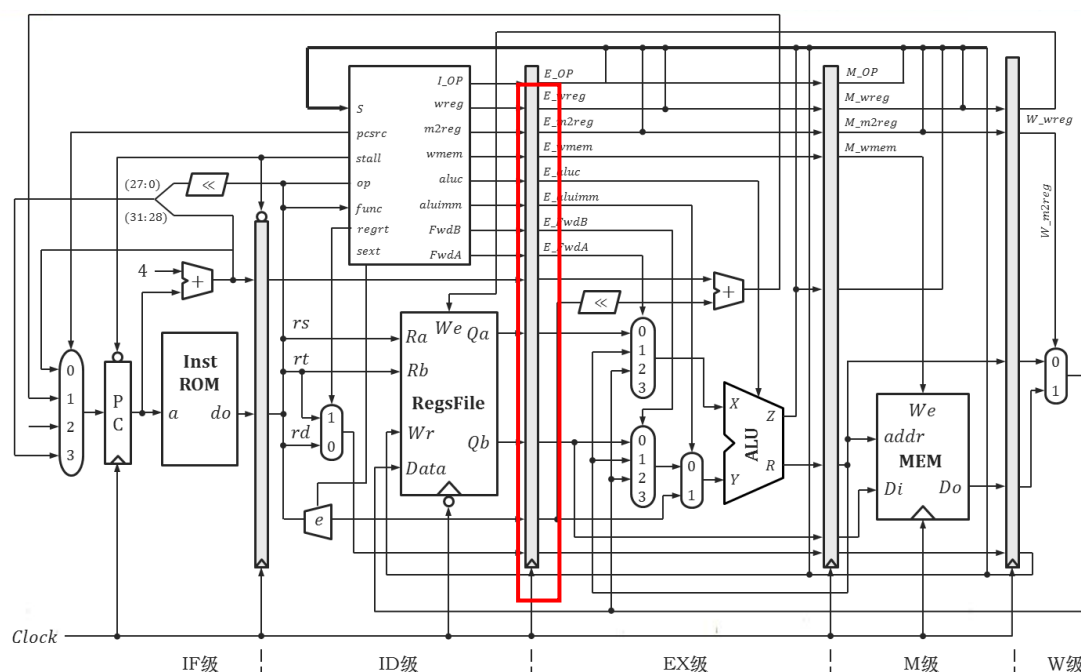 I_OP
E_OP
M_OP
S
wreg
E_wreg
M_wreg
W_wreg
pcsrc
m2reg
E_m2reg
M_m2reg
stall
wmem
E_wmem
M_wmem
(27:0)
<<
op
aluc
E_aluc
(31:28)
func
aluimm
E_aluimm
W_m2reg
regrt
FwdB
E_FwdB
sext
FwdA
E_FwdA
4
+
<<
+
rs
Ra
We
Qa
0
1
2
3
Inst
ROM
a
do
0
1
2
3
P
C
rt
Rb
RegsFile
rd
1
0
Wr
Qb
Data
0
1
2
3
0
1
X
Z
ALU
Y
R
We
addr
MEM
Di
Do
0
1
e
Clock
IF级
ID级
EX级
M级
W级